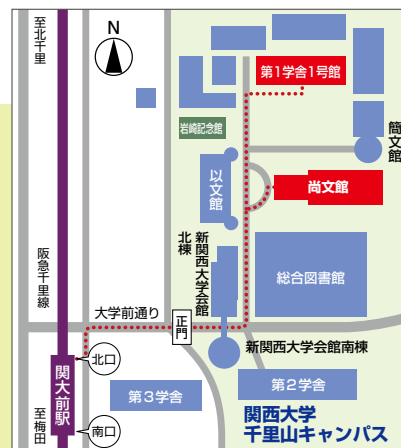 至北千里
N
第1学舎1号館
岩崎記念館
簡文館
以文館
尚文館
阪急千里線
新関西大学会館
北棟
総合図書館
大学前通り
正門
北口
新関西大学会館南棟
関大前駅
第3学舎
第2学舎
至梅田
南口
関西大学
千里山キャンパス